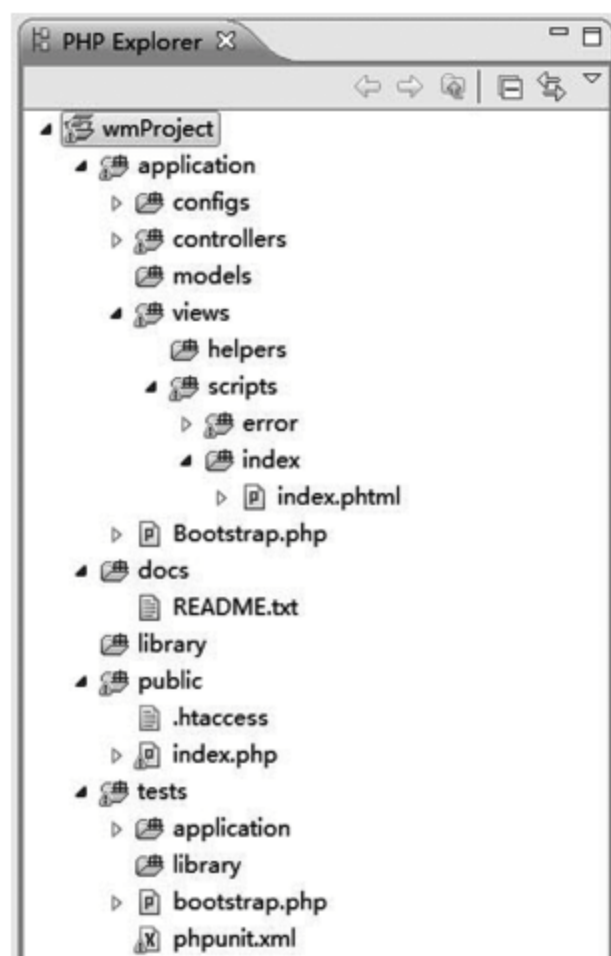 PHP Explorer
wmProject
application
configs
controllers
models
views
helpers
scripts
error
index
index.phtml
Bootstrap.php
docs
README.txt
library
public
.htaccess
index.php
tests
application
library
bootstrap.php
phpunit.xml